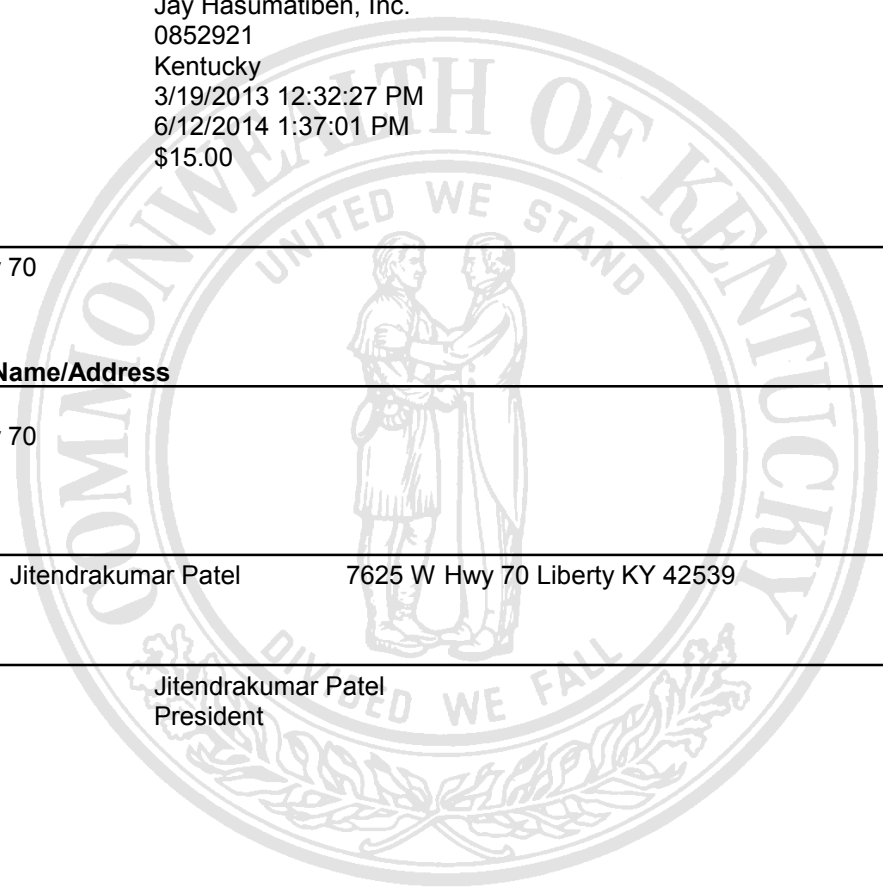 Jay Hasumatiben, Inc.
0852921
Kentucky
3/19/2013 12:32:27 PM
6/12/2014 1:37:01 PM
$15.00
70
Name/Address
70
Jitendrakumar Patel 7625 W Hwy 70 Liberty KY 42539
Jitendrakumar Patel
President
COMMONWEALTH OF KENTUCKY
UNITED WE STAND
DIVIDED WE FALL